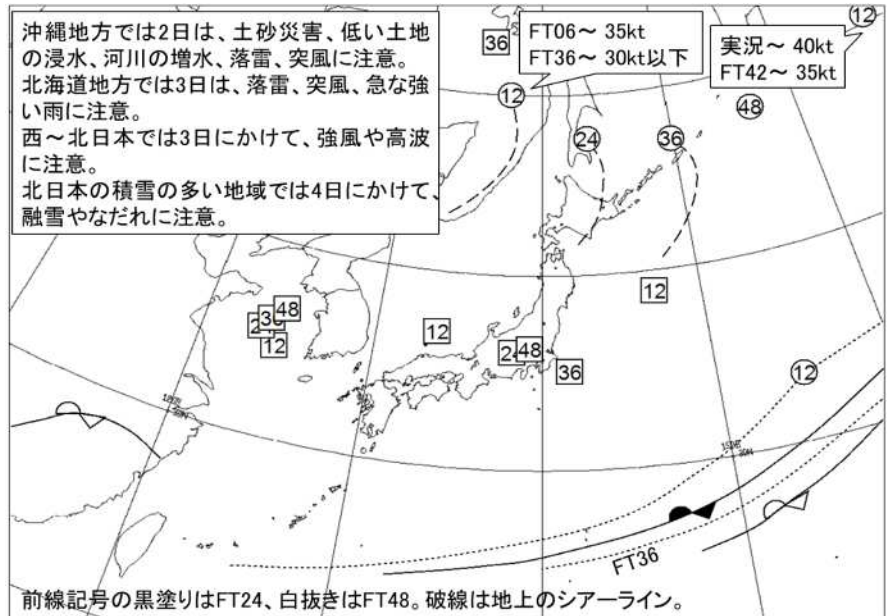 沖縄地方では2日は、土砂災害、低い土地
の浸水、河川の増水、落雷、突風に注意。
北海道地方では3日は、落雷、突風、急な強
い雨に注意。
西～北日本では3日にかけて、強風や高波
に注意。
北日本の積雪の多い地域では4日にかけて、
融雪やなだれに注意。
36
FT06～ 35kt
FT36～ 30kt以下
12
実況～ 40kt
FT42～ 35kt
12
48
24
36
12
48
36
12
12
24
48
36
12
FT36
前線記号の黒塗りはFT24、白抜きはFT48。破線は地上のシアーライン。